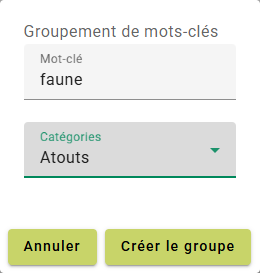 Groupement de mots-clés
Mot-clé
faune
Catégories
Atouts
Annuler Créer le groupe